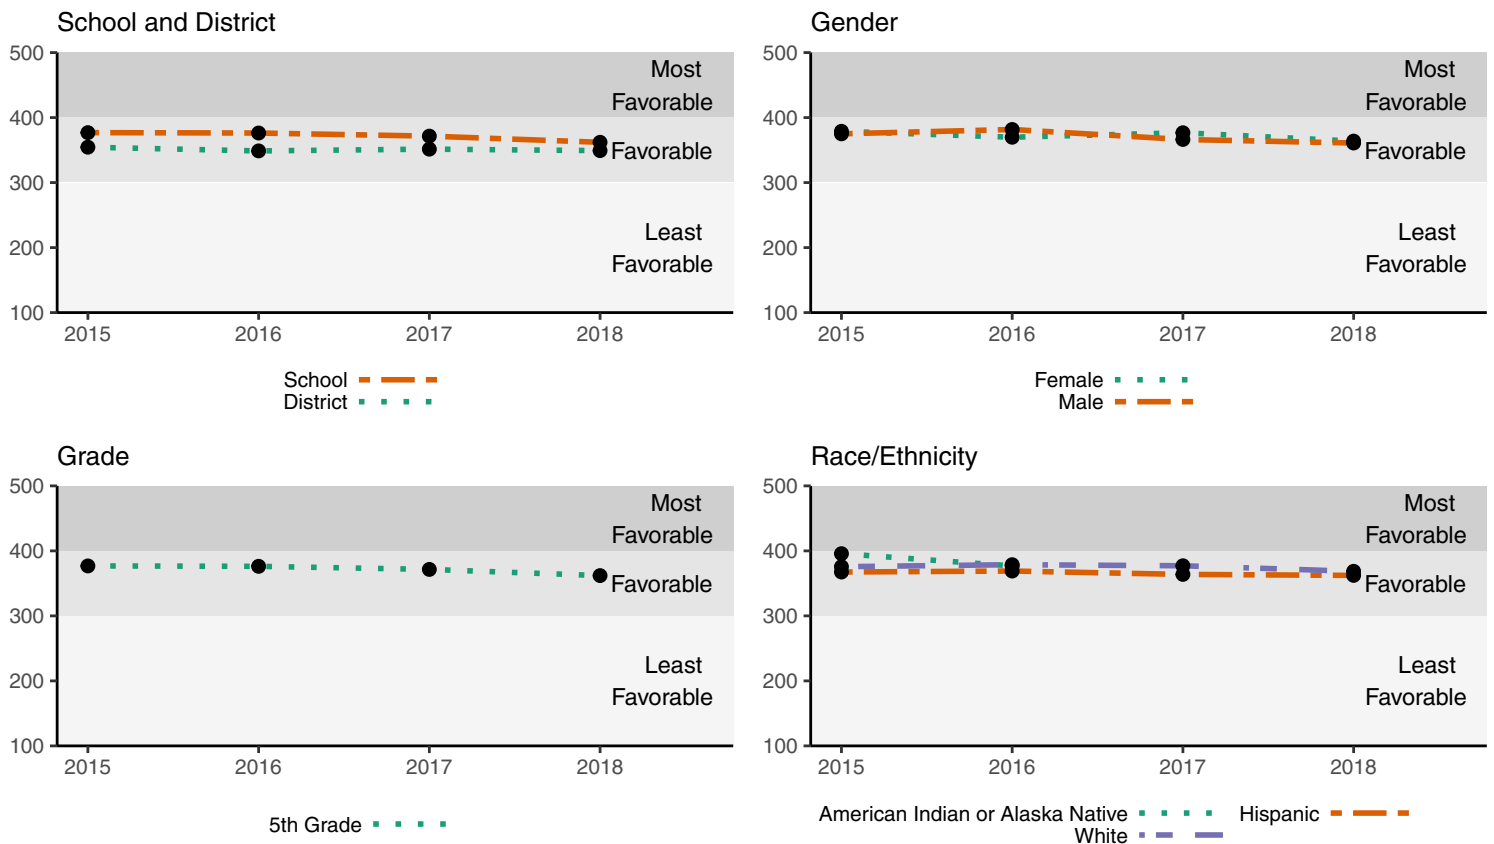 School and District
500
400
300
200
100
Most
Favorable
Favorable
Least
Favorable
2015 2016 2017 2018
School
District
Gender
500
400
300
200
100
Most
Favorable
Favorable
Least
Favorable
2015 2016 2017 2018
Female
Male
Grade
500
400
300
200
100
Most
Favorable
Favorable
Least
Favorable
2015 2016 2017 2018
5th Grade
Race/Ethnicity
500
400
300
200
100
Most
Favorable
Favorable
Least
Favorable
2015 2016 2017 2018
American Indian or Alaska Native Hispanic
White